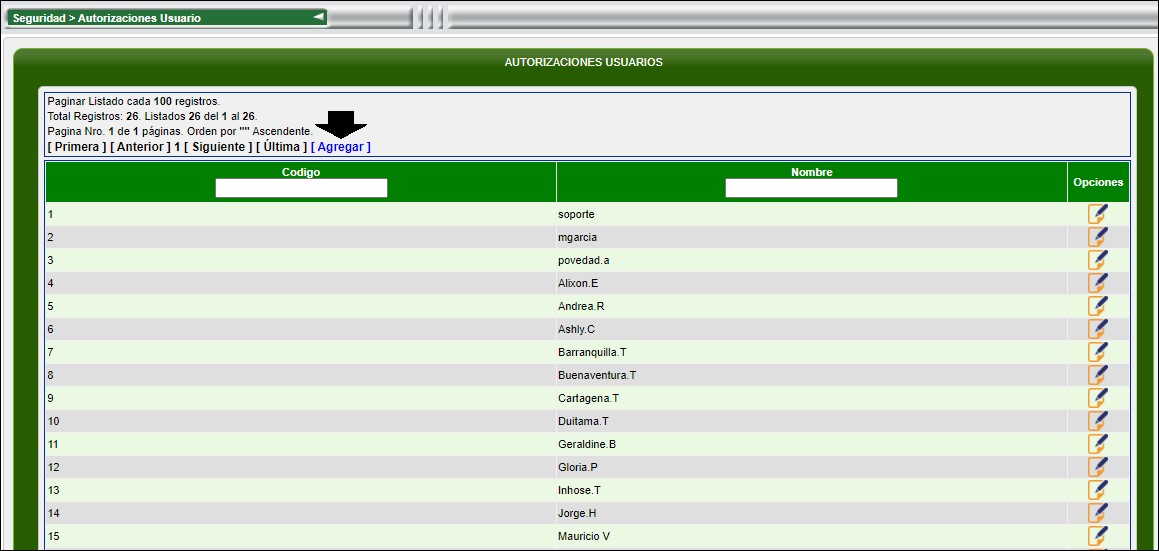 Seguridad > Autorizaciones Usuario
AUTORIZACIONES USUARIOS
Paginar Listado cada 100 registros.
Total Registros: 26. Listados 26 del 1 al 26.
Pagina Nro. 1 de 1 páginas. Orden por "" Ascendente.
[ Primera ] [ Anterior ] 1 [ Siguiente ] [ Última ] [ Agregar ]
Codigo Nombre Opciones
1 soporte
2 mgarcia
3 povedad.a
4 Alixon.E
5 Andrea.R
6 Ashly.C
7 Barranquilla.T
8 Buenaventura.T
9 Cartagena.T
10 Duitama.T
11 Geraldine.B
12 Gloria.P
13 Inhose.T
14 Jorge.H
15 Mauricio V